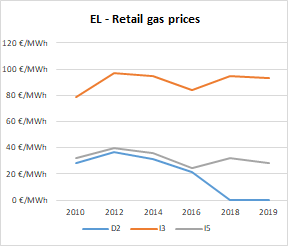 EL - Retail gas prices
120 €/MWh
100 €/MWh
80 €/MWh
60 €/MWh
40 €/MWh
20 €/MWh
0 €/MWh
2010 2012 2014 2016 2018 2019
D2 I3 I5